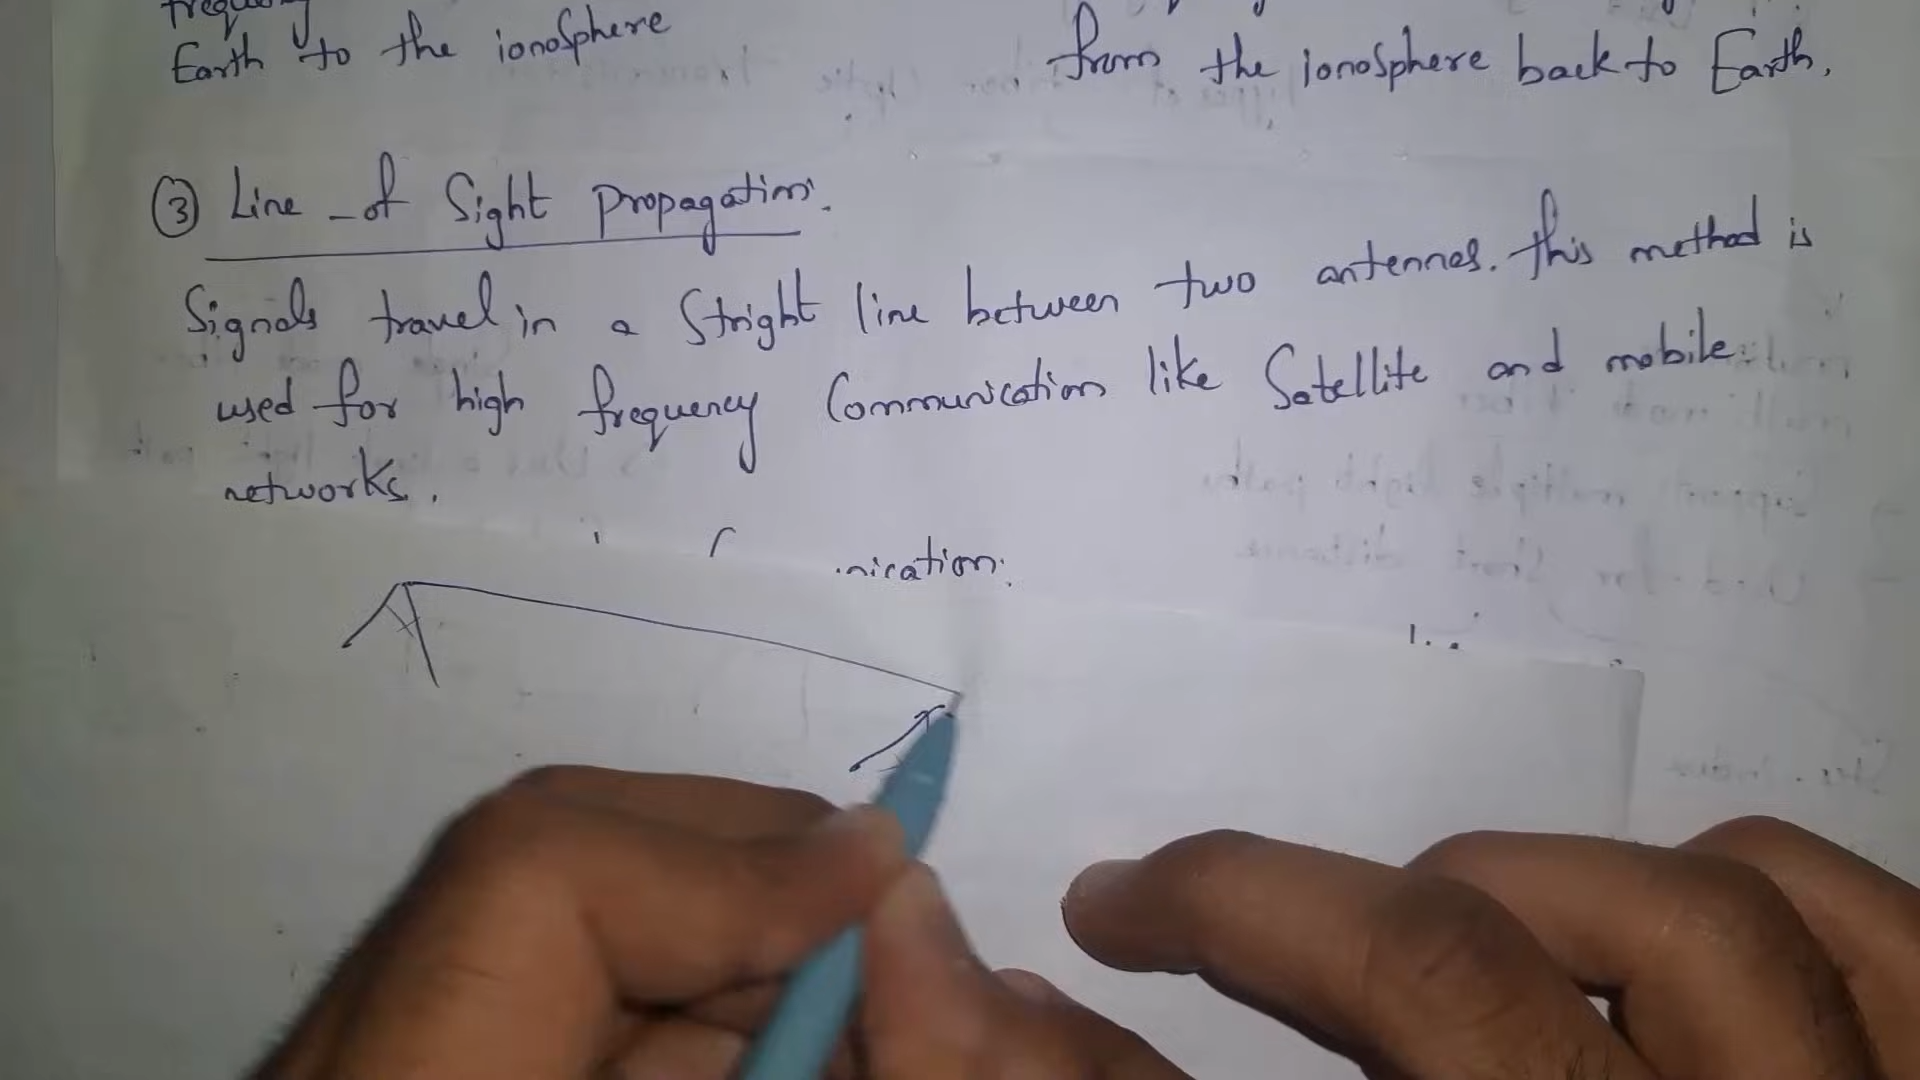 Earth to the ionosphere
from the ionosphere back to Earth.
③ Line-of Sight Propagation:
Signals travel in a Stright line between two antennas. This method is
used for high frequency Communication like Satellite and mobile
networks.
nication: